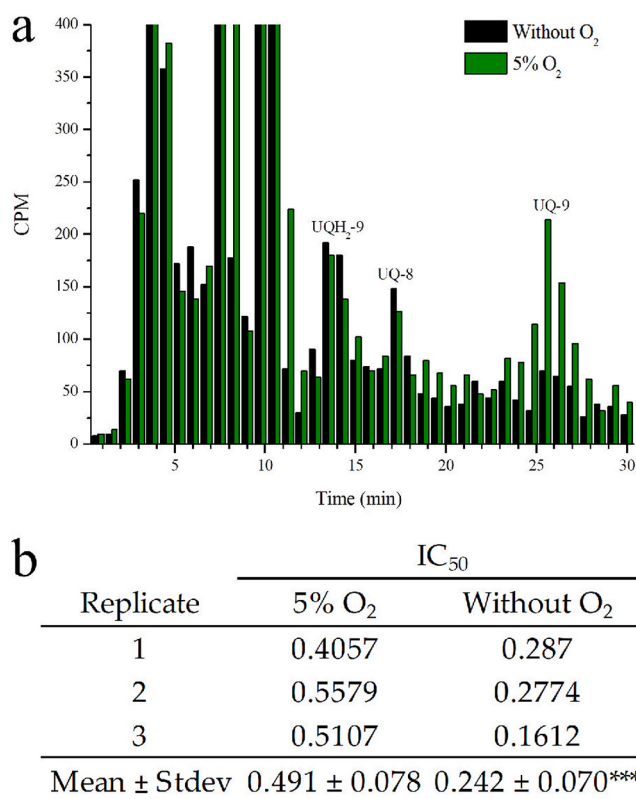 a
Without O₂
5% O₂
400
350
300
250
200
150
100
50
0
CPM
UQH₂-9
UQ-8
UQ-9
5 10 15 20 25 30
Time (min)
b
IC₅₀
Replicate 5% O₂ Without O₂
1 0.4057 0.287
2 0.5579 0.2774
3 0.5107 0.1612
Mean ± Stdev 0.491 ± 0.078 0.242 ± 0.070***